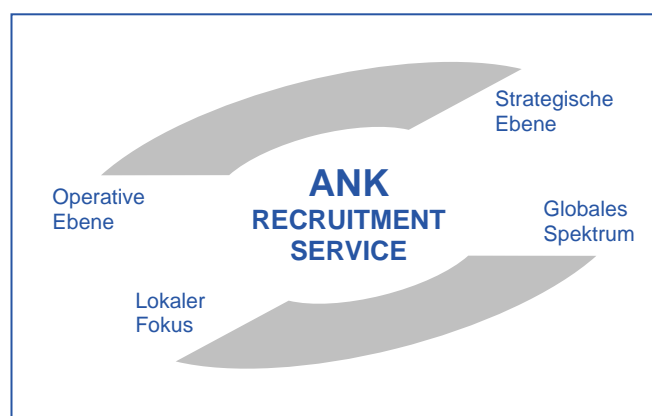 Strategische
Ebene
ANK
RECRUITMENT
SERVICE
Operative
Ebene
Globales
Spektrum
Lokaler
Fokus